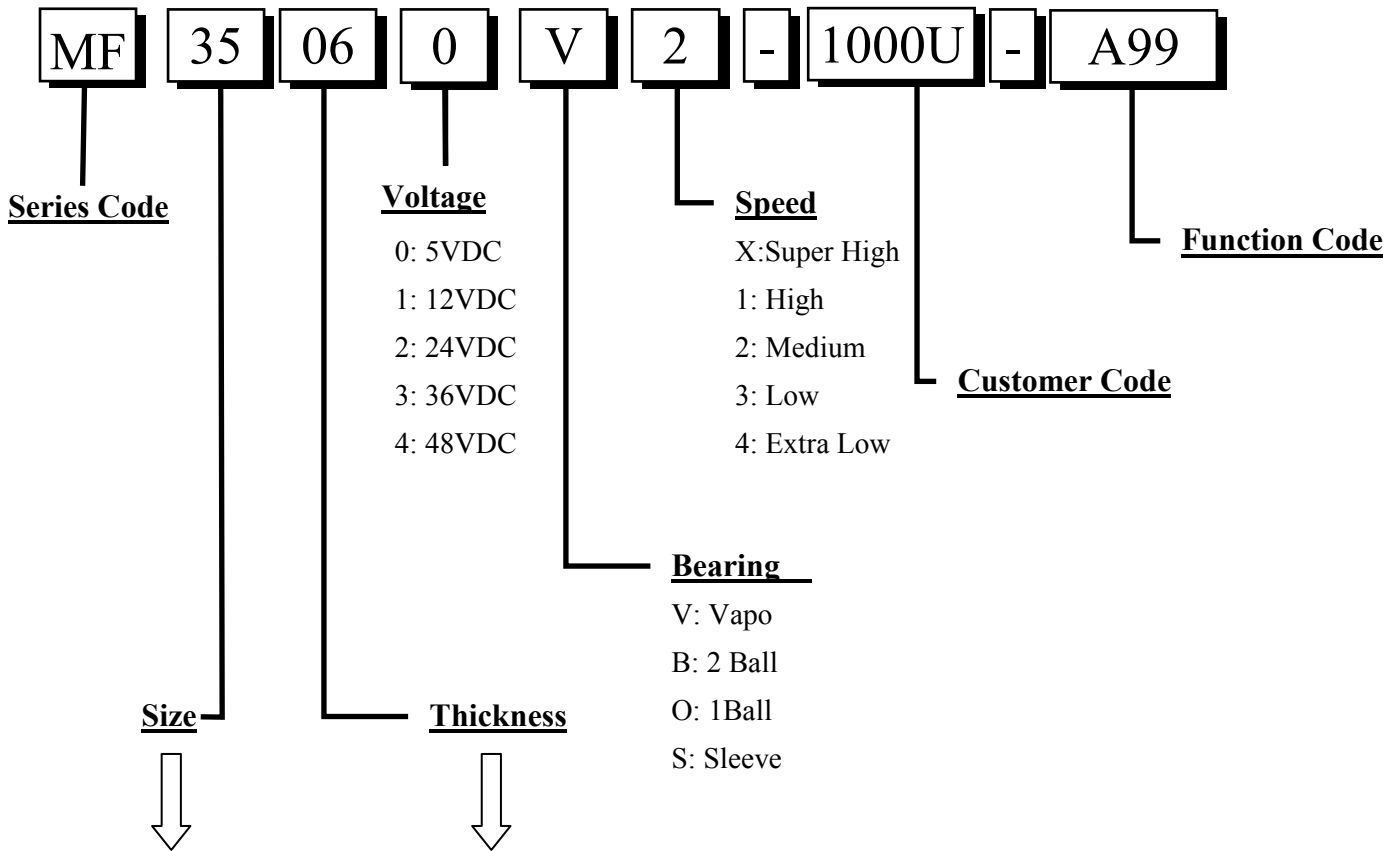 MF 35 06 0 V 2 - 1000U - A99
Series Code
Voltage
0: 5VDC
1: 12VDC
2: 24VDC
3: 36VDC
4: 48VDC
Speed
X:Super High
1: High
2: Medium
3: Low
4: Extra Low
Function Code
Customer Code
Bearing
V: Vapo
B: 2 Ball
O: 1Ball
S: Sleeve
Size
Thickness